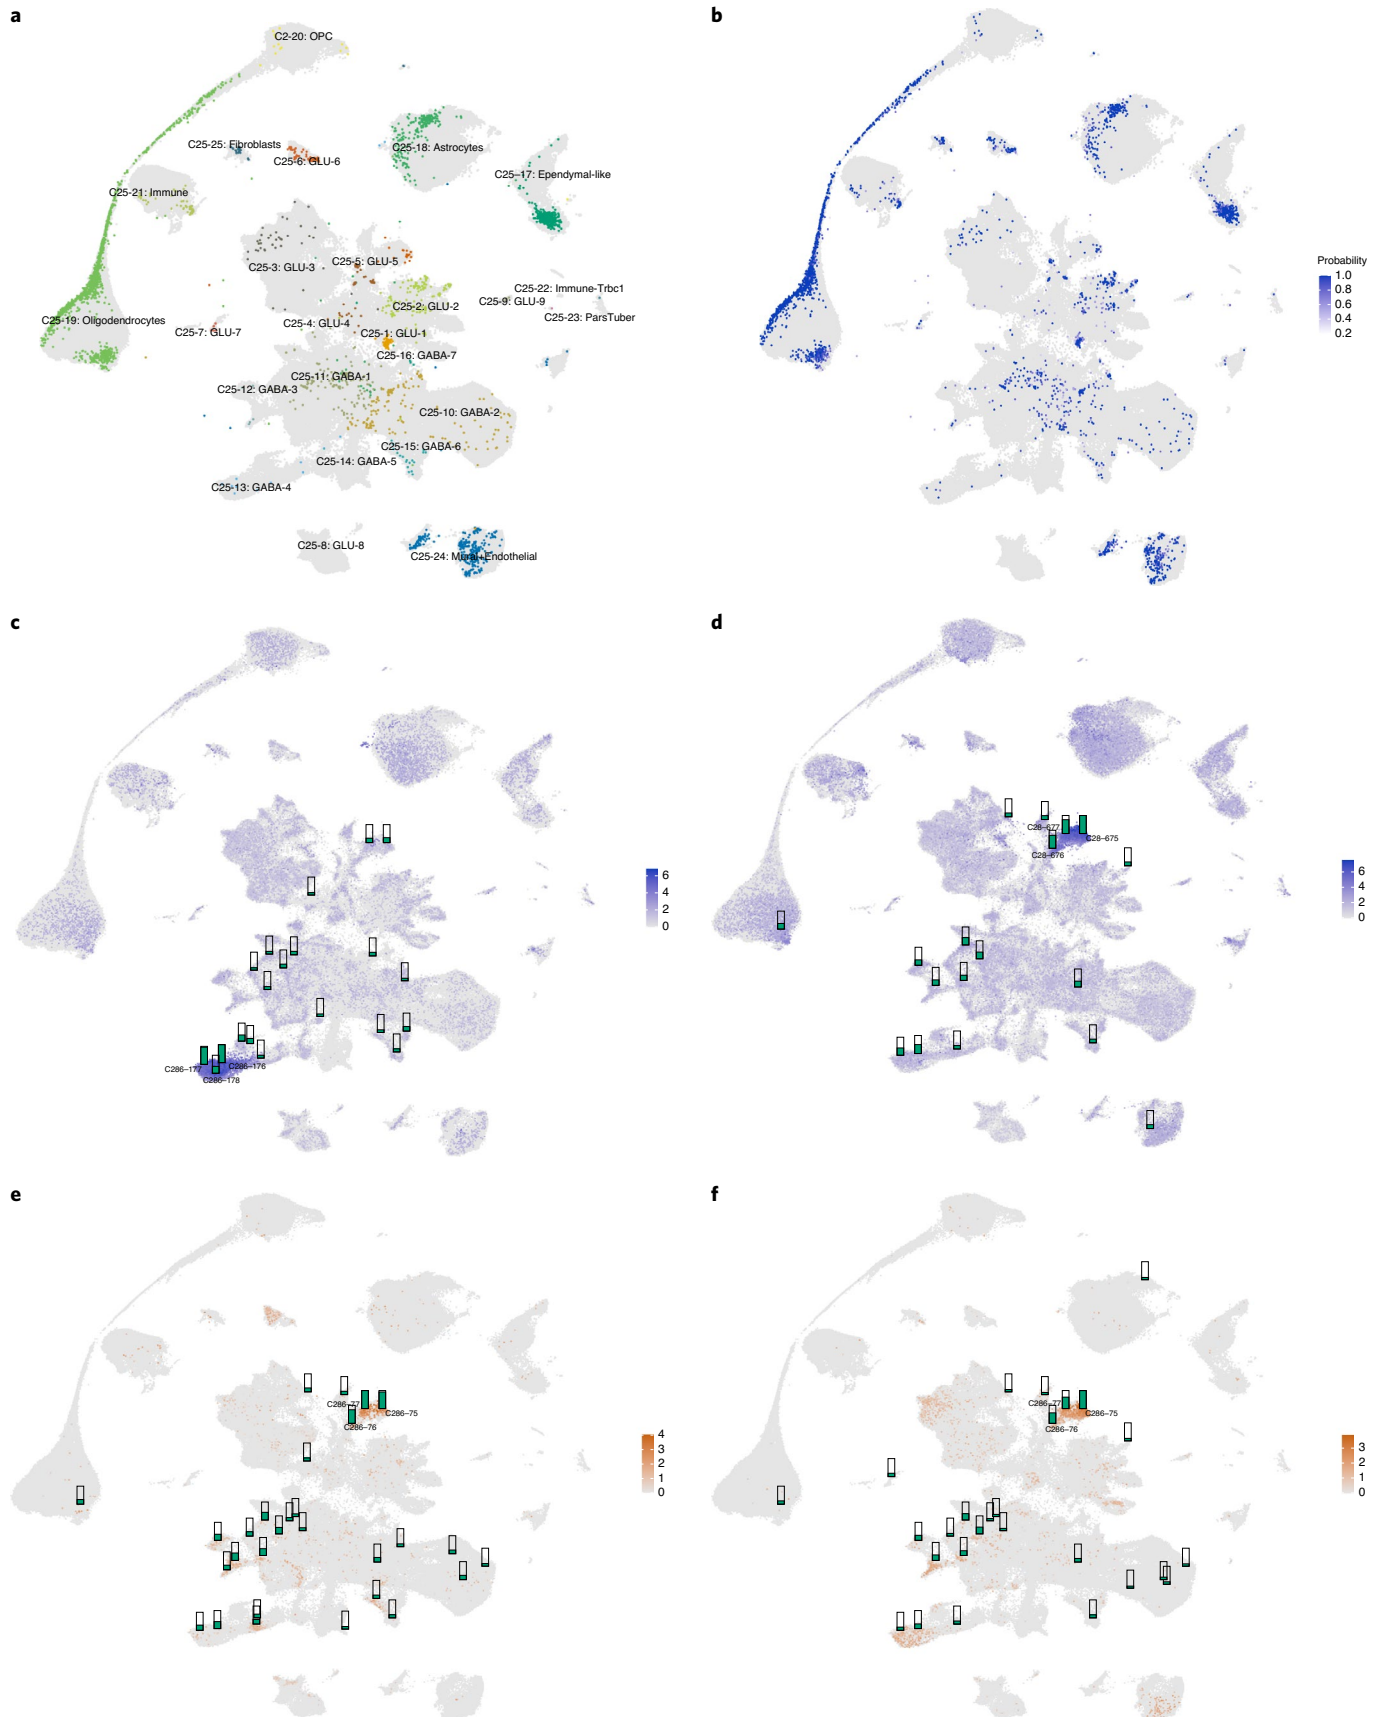 a
b
C2-20: OPC
C25-25: Fibroblasts
C25-6: GLU-6
C25-18: Astrocytes
C25-17: Ependymal-like
C25-21: Immune
C25-3: GLU-3
C25-5: GLU-5
C25-22: Immune-Trbc1
C25-9: GLU-9
C25-2: GLU-2
C25-23: ParsTuber
C25-19: Oligodendrocytes
C25-7: GLU-7
C25-4: GLU-4
C25-1: GLU-1
C25-16: GABA-7
C25-11: GABA-1
C25-12: GABA-3
C25-10: GABA-2
C25-15: GABA-6
C25-14: GABA-5
C25-13: GABA-4
C25-8: GLU-8
C25-24: Mural+Endothelial
Probability
1.0
0.8
0.6
0.4
0.2
c
d
C286-177
C286-176
C286-178
6
4
2
0
C28-677
C28-675
C28-676
6
4
2
0
e
f
C286-77
C286-75
C286-76
4
3
2
1
0
C286-77
C286-75
C286-76
3
2
1
0